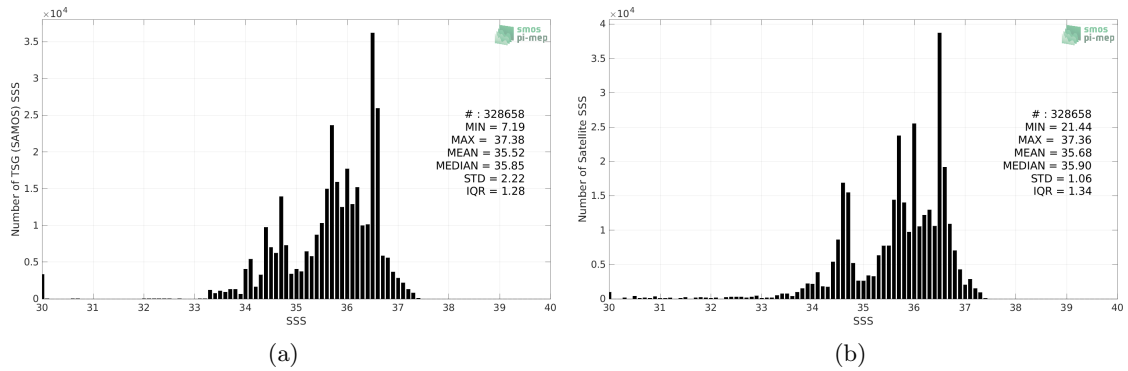 ×10⁴
smos
pi-mep
3.5
3
2.5
2
1.5
1
0.5
0
Number of TSG (SAMOS) SSS
# : 328658
MIN = 7.19
MAX = 37.38
MEAN = 35.52
MEDIAN = 35.85
STD = 2.22
IQR = 1.28
30 31 32 33 34 35 36 37 38 39 40
SSS
(a)
×10⁴
smos
pi-mep
4
3.5
3
2.5
2
1.5
1
0.5
0
Number of Satellite SSS
# : 328658
MIN = 21.44
MAX = 37.36
MEAN = 35.68
MEDIAN = 35.90
STD = 1.06
IQR = 1.34
30 31 32 33 34 35 36 37 38 39 40
SSS
(b)